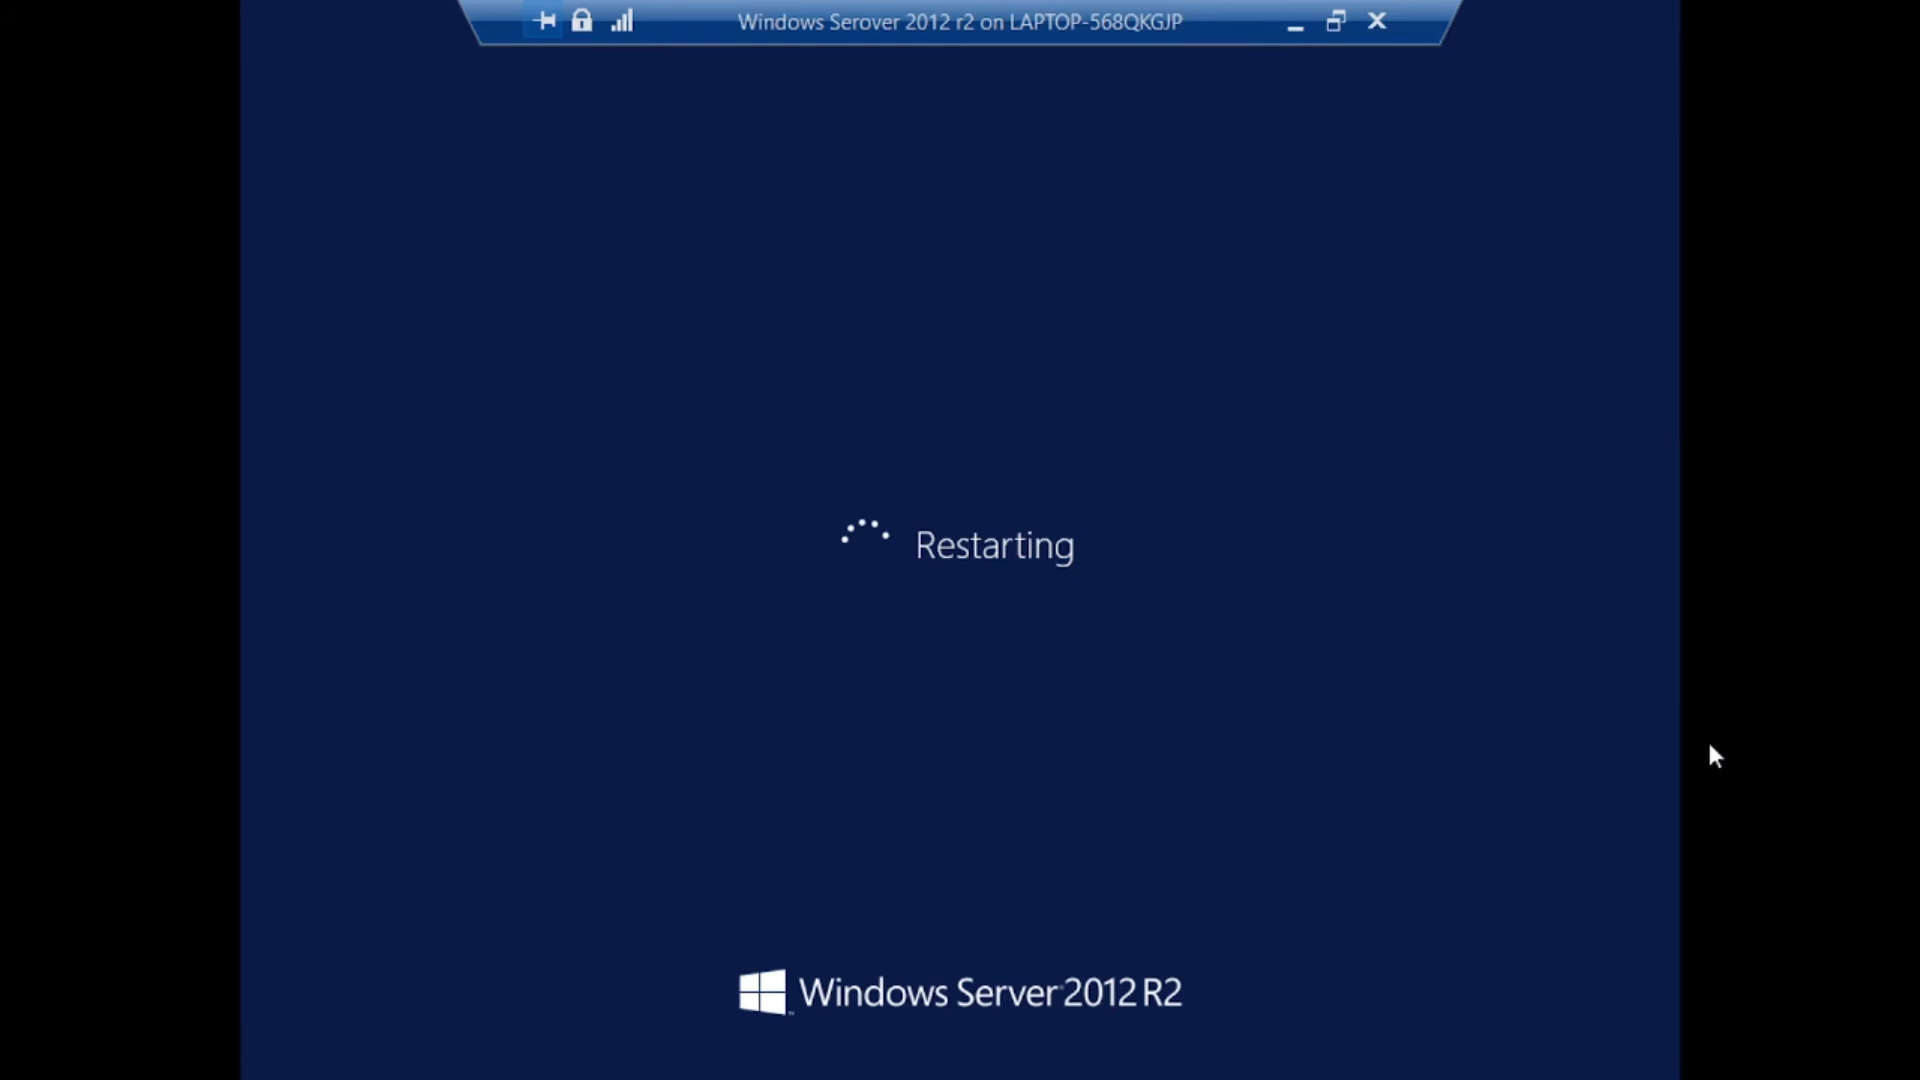 Windows Serover 2012 r2 on LAPTOP-568QKGJP
Restarting
Windows Server 2012 R2